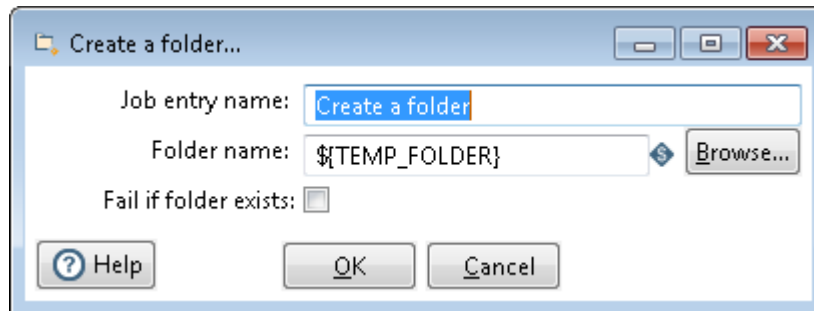 Create a folder...
Job entry name: Create a folder
Folder name: ${TEMP_FOLDER} Browse...
Fail if folder exists:
Help OK Cancel